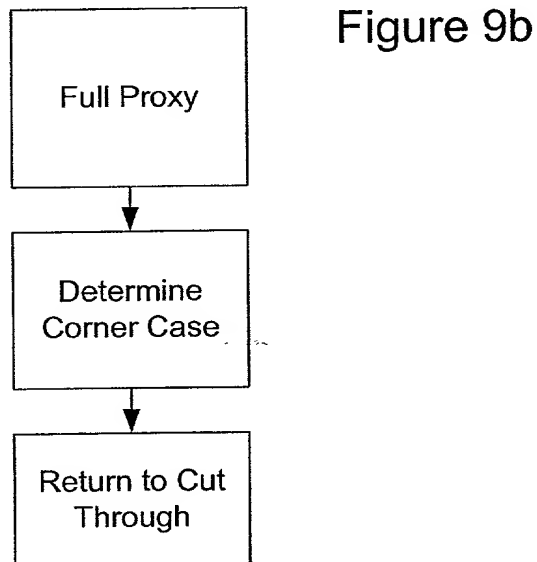 Figure 9b
Full Proxy
Determine
Corner Case
Return to Cut
Through